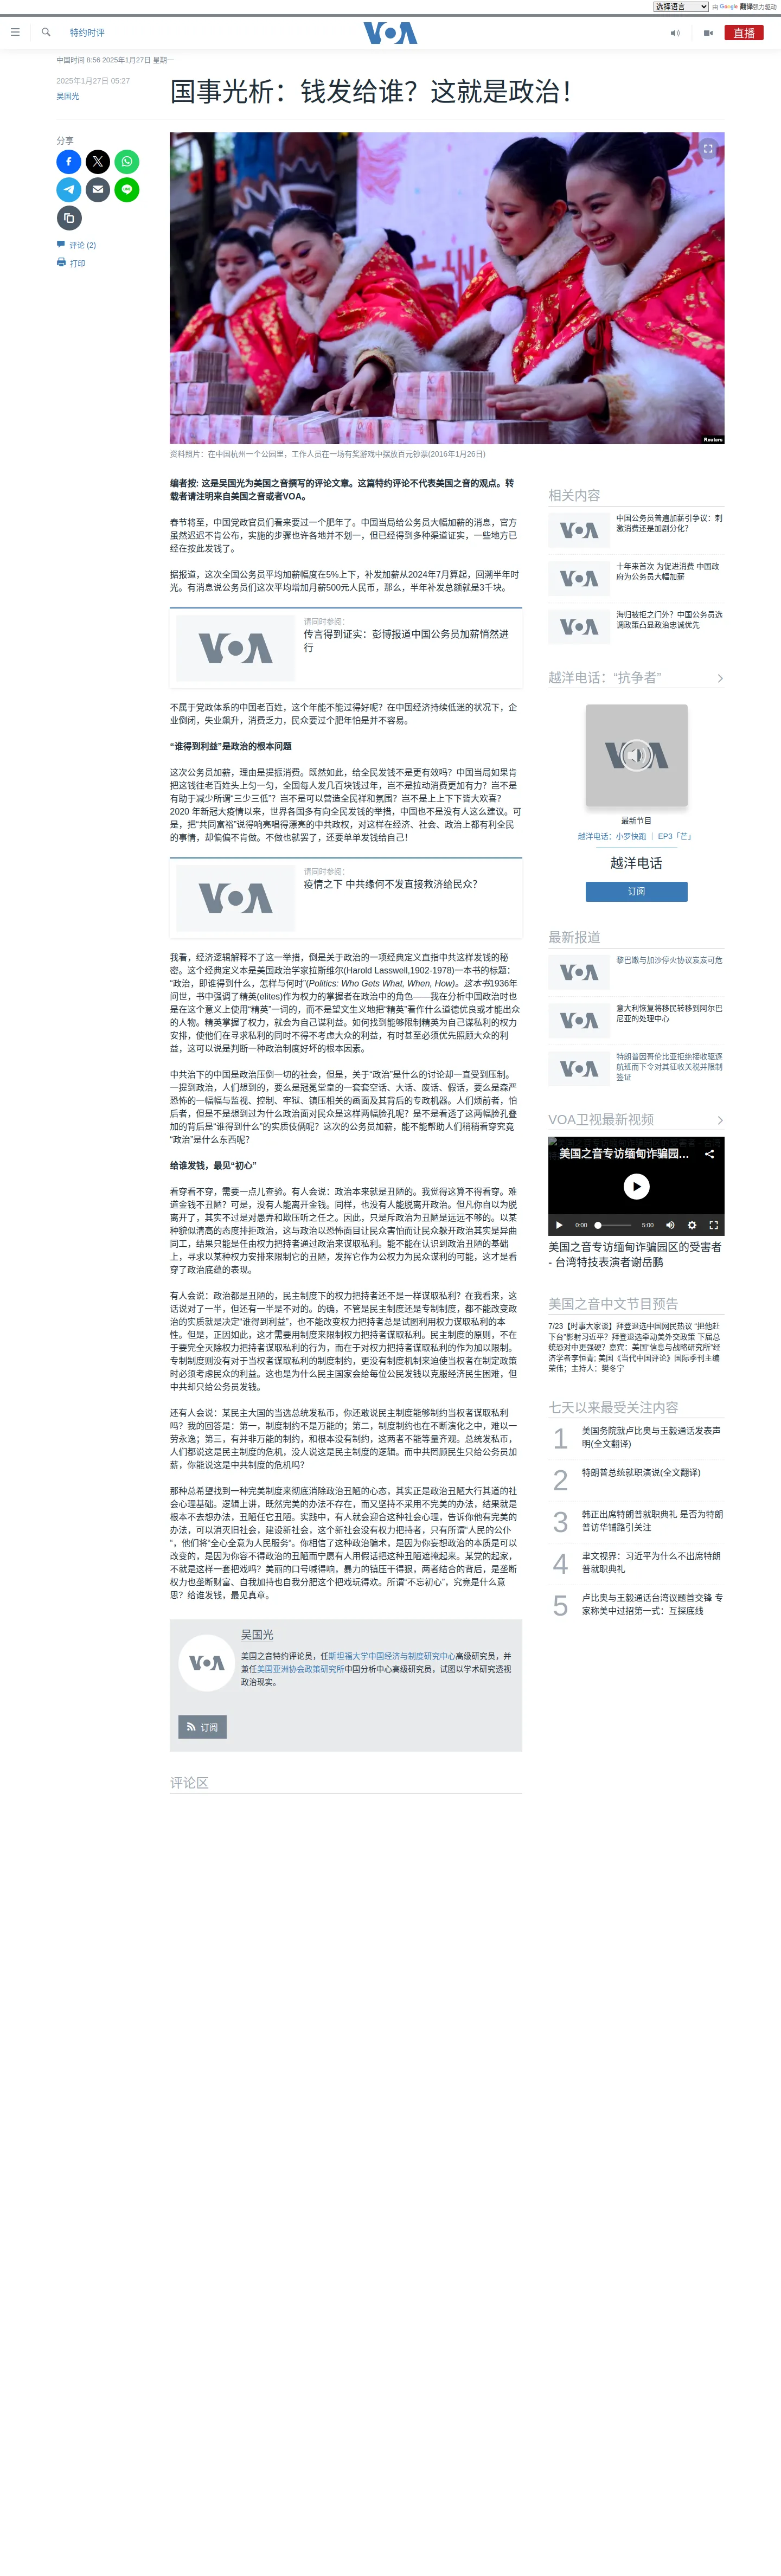 选择语言
由 Google 翻译强力驱动
特约时评
VOA
直播
中国时间 8:56 2025年1月27日 星期一
2025年1月27日 05:27
吴国光
国事光析：钱发给谁？这就是政治！
分享
评论 (2)
打印
Reuters
资料照片：在中国杭州一个公园里，工作人员在一场有奖游戏中摆放百元钞票(2016年1月26日)
编者按: 这是吴国光为美国之音撰写的评论文章。这篇特约评论不代表美国之音的观点。转
载者请注明来自美国之音或者VOA。
春节将至，中国党政官员们看来要过一个肥年了。中国当局给公务员大幅加薪的消息，官方
虽然迟迟不肯公布，实施的步骤也许各地并不划一，但已经得到多种渠道证实，一些地方已
经在按此发钱了。
据报道，这次全国公务员平均加薪幅度在5%上下，补发加薪从2024年7月算起，回溯半年时
光。有消息说公务员们这次平均增加月薪500元人民币，那么，半年补发总额就是3千块。
VOA
请同时参阅：
传言得到证实：彭博报道中国公务员加薪悄然进
行
不属于党政体系的中国老百姓，这个年能不能过得好呢？在中国经济持续低迷的状况下，企
业倒闭，失业飙升，消费乏力，民众要过个肥年怕是并不容易。
“谁得到利益”是政治的根本问题
这次公务员加薪，理由是提振消费。既然如此，给全民发钱不是更有效吗？中国当局如果肯
把这钱往老百姓头上匀一匀，全国每人发几百块钱过年，岂不是拉动消费更加有力？岂不是
有助于减少所谓“三少三低”？岂不是可以营造全民祥和氛围？岂不是上上下下皆大欢喜？
2020 年新冠大疫情以来，世界各国多有向全民发钱的举措，中国也不是没有人这么建议。可
是，把“共同富裕”说得响亮唱得漂亮的中共政权，对这样在经济、社会、政治上都有利全民
的事情，却偏偏不肯做。不做也就罢了，还要单单发钱给自己！
VOA
请同时参阅：
疫情之下 中共缘何不发直接救济给民众?
我看，经济逻辑解释不了这一举措，倒是关于政治的一项经典定义直指中共这样发钱的秘
密。这个经典定义本是美国政治学家拉斯维尔(Harold Lasswell,1902-1978)一本书的标题：
“政治，即谁得到什么，怎样与何时”(Politics: Who Gets What, When, How)。这本书1936年
问世，书中强调了精英(elites)作为权力的掌握者在政治中的角色——我在分析中国政治时也
是在这个意义上使用“精英”一词的，而不是望文生义地把“精英”看作什么道德优良或才能出众
的人物。精英掌握了权力，就会为自己谋利益。如何找到能够限制精英为自己谋私利的权力
安排，使他们在寻求私利的同时不得不考虑大众的利益，有时甚至必须优先照顾大众的利
益，这可以说是判断一种政治制度好坏的根本因素。
中共治下的中国是政治压倒一切的社会，但是，关于“政治”是什么的讨论却一直受到压制。
一提到政治，人们想到的，要么是冠冕堂皇的一套套空话、大话、废话、假话，要么是森严
恐怖的一幅幅与监视、控制、牢狱、镇压相关的画面及其背后的专政机器。人们烦前者，怕
后者，但是不是想到过为什么政治面对民众是这样两幅脸孔呢？是不是看透了这两幅脸孔叠
加的背后是“谁得到什么”的实质伎俩呢？这次的公务员加薪，能不能帮助人们稍稍看穿究竟
“政治”是什么东西呢?
给谁发钱，最见“初心”
看穿看不穿，需要一点儿查验。有人会说：政治本来就是丑陋的。我觉得这算不得看穿。难
道金钱不丑陋？可是，没有人能离开金钱。同样，也没有人能脱离开政治。但凡你自以为脱
离开了，其实不过是对愚弄和欺压听之任之。因此，只是斥政治为丑陋是远远不够的。以某
种貌似清高的态度排拒政治，这与政治以恐怖面目让民众害怕而让民众躲开政治其实是异曲
同工，结果只能是任由权力把持者通过政治来谋取私利。能不能在认识到政治丑陋的基础
上，寻求以某种权力安排来限制它的丑陋，发挥它作为公权力为民众谋利的可能，这才是看
穿了政治底蕴的表现。
有人会说：政治都是丑陋的，民主制度下的权力把持者还不是一样谋取私利？在我看来，这
话说对了一半，但还有一半是不对的。的确，不管是民主制度还是专制制度，都不能改变政
治的实质就是决定“谁得到利益”，也不能改变权力把持者总是试图利用权力谋取私利的本
性。但是，正因如此，这才需要用制度来限制权力把持者谋取私利。民主制度的原则，不在
于要完全灭除权力把持者谋取私利的行为，而在于对权力把持者谋取私利的作为加以限制。
专制制度则没有对于当权者谋取私利的制度制约，更没有制度机制来迫使当权者在制定政策
时必须考虑民众的利益。这也是为什么民主国家会给每位公民发钱以克服经济民生困难，但
中共却只给公务员发钱。
还有人会说：某民主大国的当选总统发私币，你还敢说民主制度能够制约当权者谋取私利
吗？我的回答是：第一，制度制约不是万能的；第二，制度制约也在不断演化之中，难以一
劳永逸；第三，有并非万能的制约，和根本没有制约，这两者不能等量齐观。总统发私币，
人们都说这是民主制度的危机，没人说这是民主制度的逻辑。而中共罔顾民生只给公务员加
薪，你能说这是中共制度的危机吗？
那种总希望找到一种完美制度来彻底消除政治丑陋的心态，其实正是政治丑陋大行其道的社
会心理基础。逻辑上讲，既然完美的办法不存在，而又坚持不采用不完美的办法，结果就是
根本不去想办法，丑陋任它丑陋。实践中，有人就会迎合这种社会心理，告诉你他有完美的
办法，可以消灭旧社会，建设新社会，这个新社会没有权力把持者，只有所谓“人民的公仆
”，他们将“全心全意为人民服务”。你相信了这种政治骗术，是因为你妄想政治的本质是可以
改变的，是因为你容不得政治的丑陋而宁愿有人用假话把这种丑陋遮掩起来。某党的起家，
不就是这样一套把戏吗？美丽的口号喊得响，暴力的镇压干得狠，两者结合的背后，是垄断
权力也垄断财富、自我加持也自我分肥这个把戏玩得欢。所谓“不忘初心”，究竟是什么意
思？给谁发钱，最见真章。
VOA
吴国光
美国之音特约评论员，任斯坦福大学中国经济与制度研究中心高级研究员，并
兼任美国亚洲协会政策研究所中国分析中心高级研究员，试图以学术研究透视
政治现实。
订阅
评论区
相关内容
VOA
中国公务员普遍加薪引争议：刺
激消费还是加剧分化？
VOA
十年来首次 为促进消费 中国政
府为公务员大幅加薪
VOA
海归被拒之门外？中国公务员选
调政策凸显政治忠诚优先
越洋电话：“抗争者”
最新节目
越洋电话：小罗快跑 ｜ EP3「芒」
越洋电话
订阅
最新报道
VOA
黎巴嫩与加沙停火协议岌岌可危
VOA
意大利恢复将移民转移到阿尔巴
尼亚的处理中心
VOA
特朗普因哥伦比亚拒绝接收驱逐
航班而下令对其征收关税并限制
签证
VOA卫视最新视频
美国之音专访缅甸诈骗园...
0:00
5:00
美国之音专访缅甸诈骗园区的受害者
- 台湾特技表演者谢岳鹏
美国之音中文节目预告
7/23【时事大家谈】拜登退选中国网民热议 “把他赶
下台”影射习近平？拜登退选牵动美外交政策 下届总
统恐对中更强硬？嘉宾：美国“信息与战略研究所”经
济学者李恒青; 美国《当代中国评论》国际季刊主编
荣伟；主持人：樊冬宁
七天以来最受关注内容
1
美国务院就卢比奥与王毅通话发表声
明(全文翻译)
2
特朗普总统就职演说(全文翻译)
3
韩正出席特朗普就职典礼 是否为特朗
普访华铺路引关注
4
聿文视界：习近平为什么不出席特朗
普就职典礼
5
卢比奥与王毅通话台湾议题首交锋 专
家称美中过招第一式：互探底线